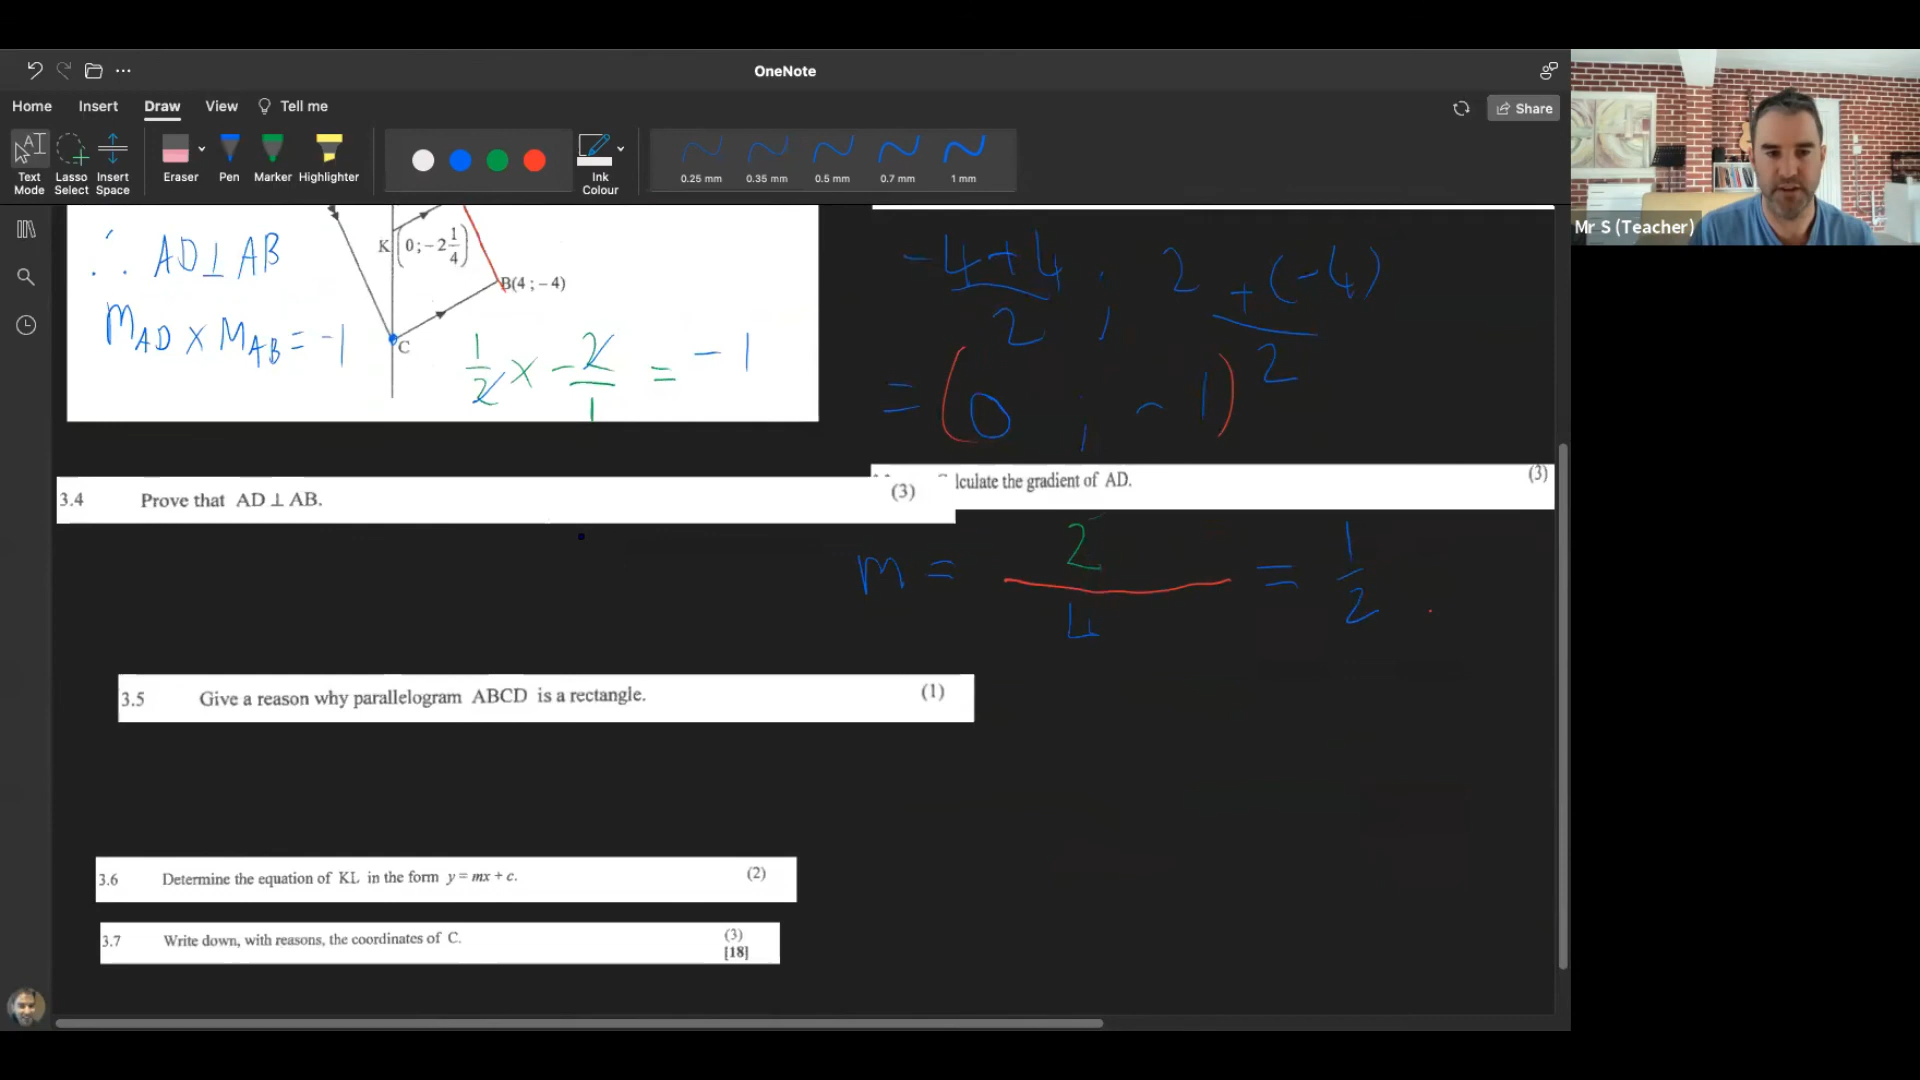 OneNote
Home Insert Draw View Tell me
Share
Text Mode
Lasso Select
Insert Space
Eraser
Pen
Marker
Highlighter
Ink Colour
0.25 mm 0.35 mm 0.5 mm 0.7 mm 1 mm
Mr S (Teacher)
∴ AD ⊥ AB
M_AD × M_AB = -1
K (0 ; -2 1/4)
B(4 ; -4)
C
1/2 × -2/1 = -1
(-4+4)/2 ; (2+(-4))/2
= (0 ; -1)
lculate the gradient of AD. (3)
3.4 Prove that AD ⊥ AB. (3)
m = 2/4 = 1/2
3.5 Give a reason why parallelogram ABCD is a rectangle. (1)
3.6 Determine the equation of KL in the form y = mx + c. (2)
3.7 Write down, with reasons, the coordinates of C. (3)
[18]